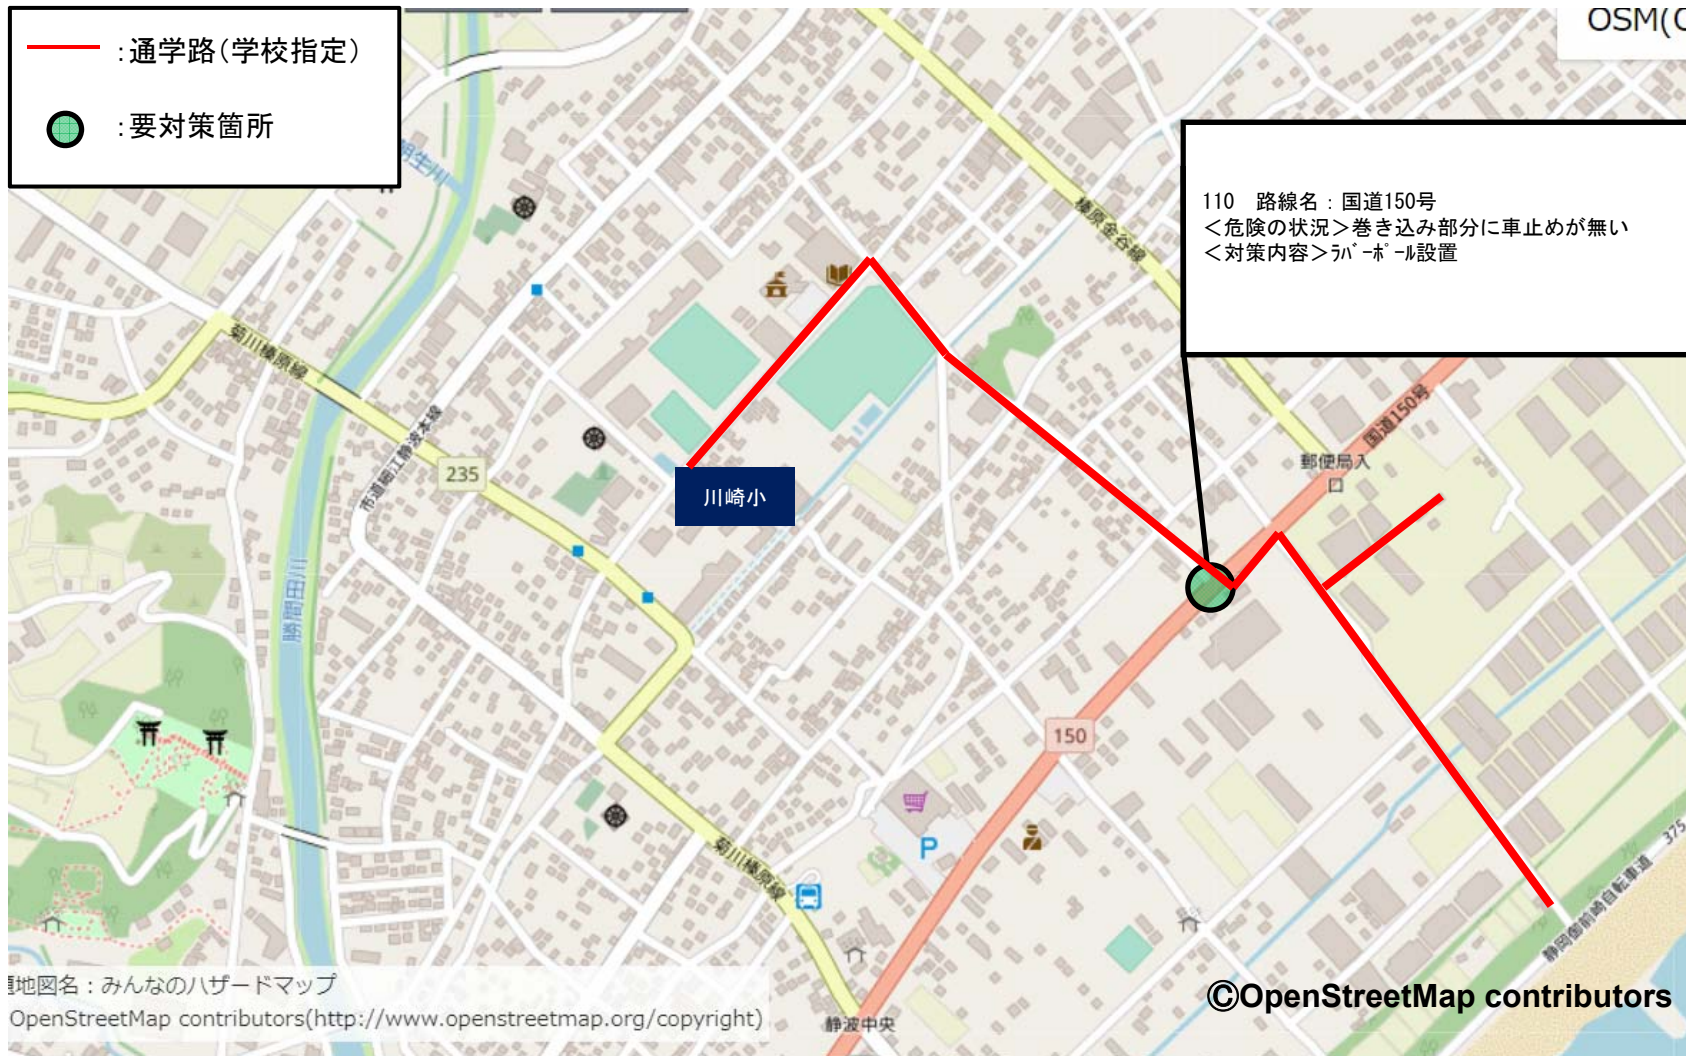 :通学路(学校指定)
:要対策箇所
OSM(
110 路線名：国道150号
＜危険の状況＞巻き込み部分に車止めが無い
＜対策内容＞ﾗﾊﾞｰﾎﾟｰﾙ設置
榛原金谷線
菊川榛原線
国道150号
郵便局入
口
市道細江静波本線
235
川崎小
勝間田川
150
菊川榛原線
P
静岡御前崎自転車道
375
地図名：みんなのハザードマップ
OpenStreetMap contributors(http://www.openstreetmap.org/copyright)
静波中央
©OpenStreetMap contributors